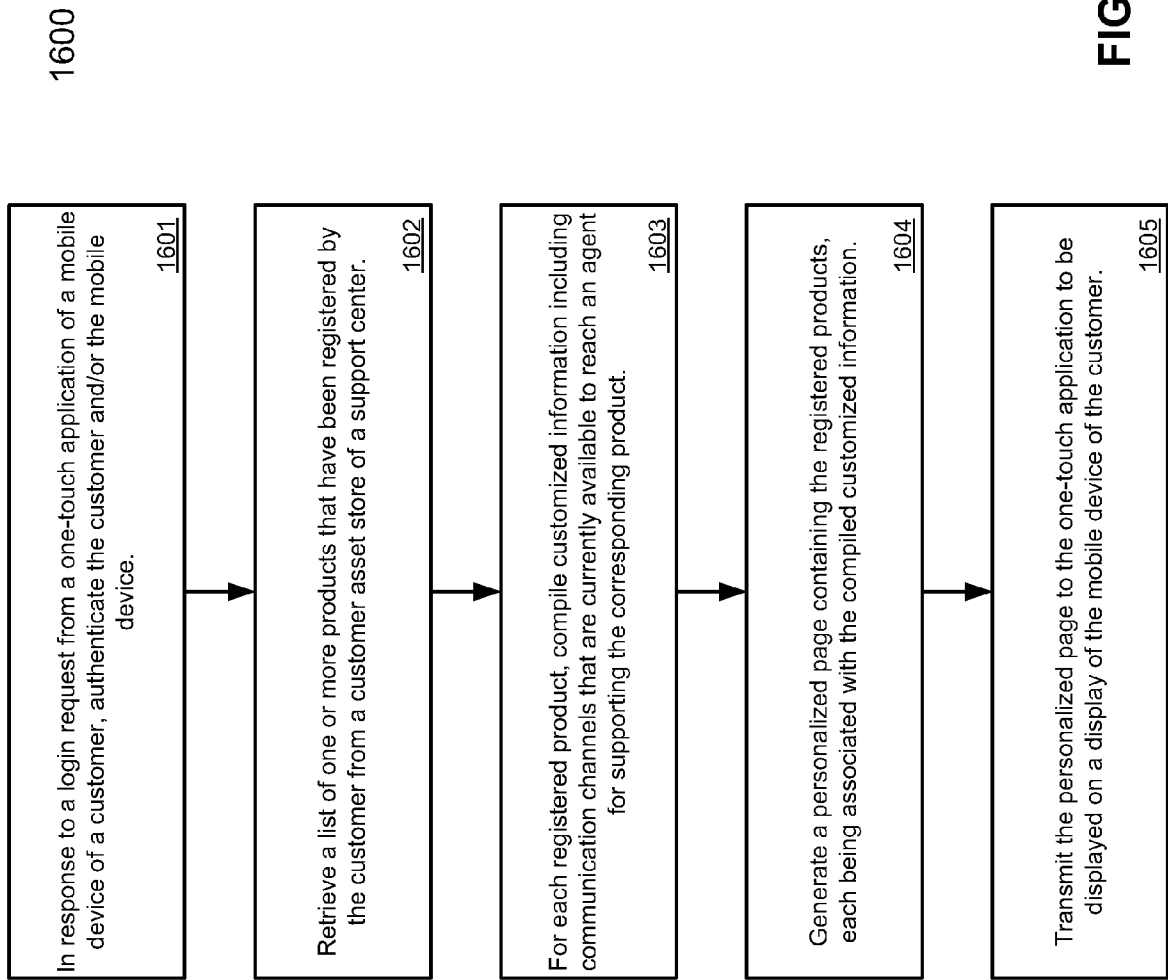 1600
In response to a login request from a one-touch application of a mobile
device of a customer, authenticate the customer and/or the mobile
device.
1601
Retrieve a list of one or more products that have been registered by
the customer from a customer asset store of a support center.
1602
For each registered product, compile customized information including
communication channels that are currently available to reach an agent
for supporting the corresponding product.
1603
Generate a personalized page containing the registered products,
each being associated with the compiled customized information.
1604
Transmit the personalized page to the one-touch application to be
displayed on a display of the mobile device of the customer.
1605
FIG